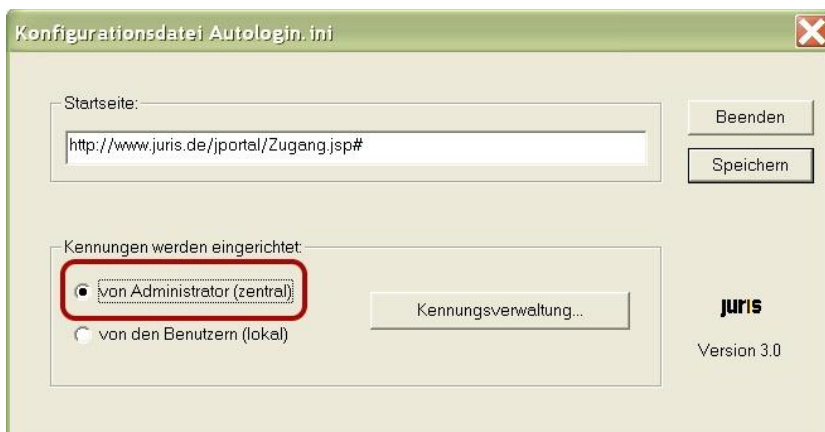 Konfigurationsdatei Autologin.ini
Startseite:
http://www.juris.de/jportal/Zugang.jsp#
Beenden
Speichern
Kennungen werden eingerichtet:
von Administrator (zentral)
von den Benutzern (lokal)
Kennungsverwaltung...
juris
Version 3.0